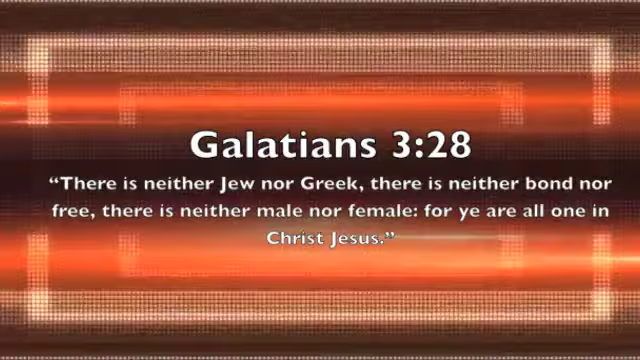 Galatians 3:28
“There is neither Jew nor Greek, there is neither bond nor
free, there is neither male nor female: for ye are all one in
Christ Jesus.”